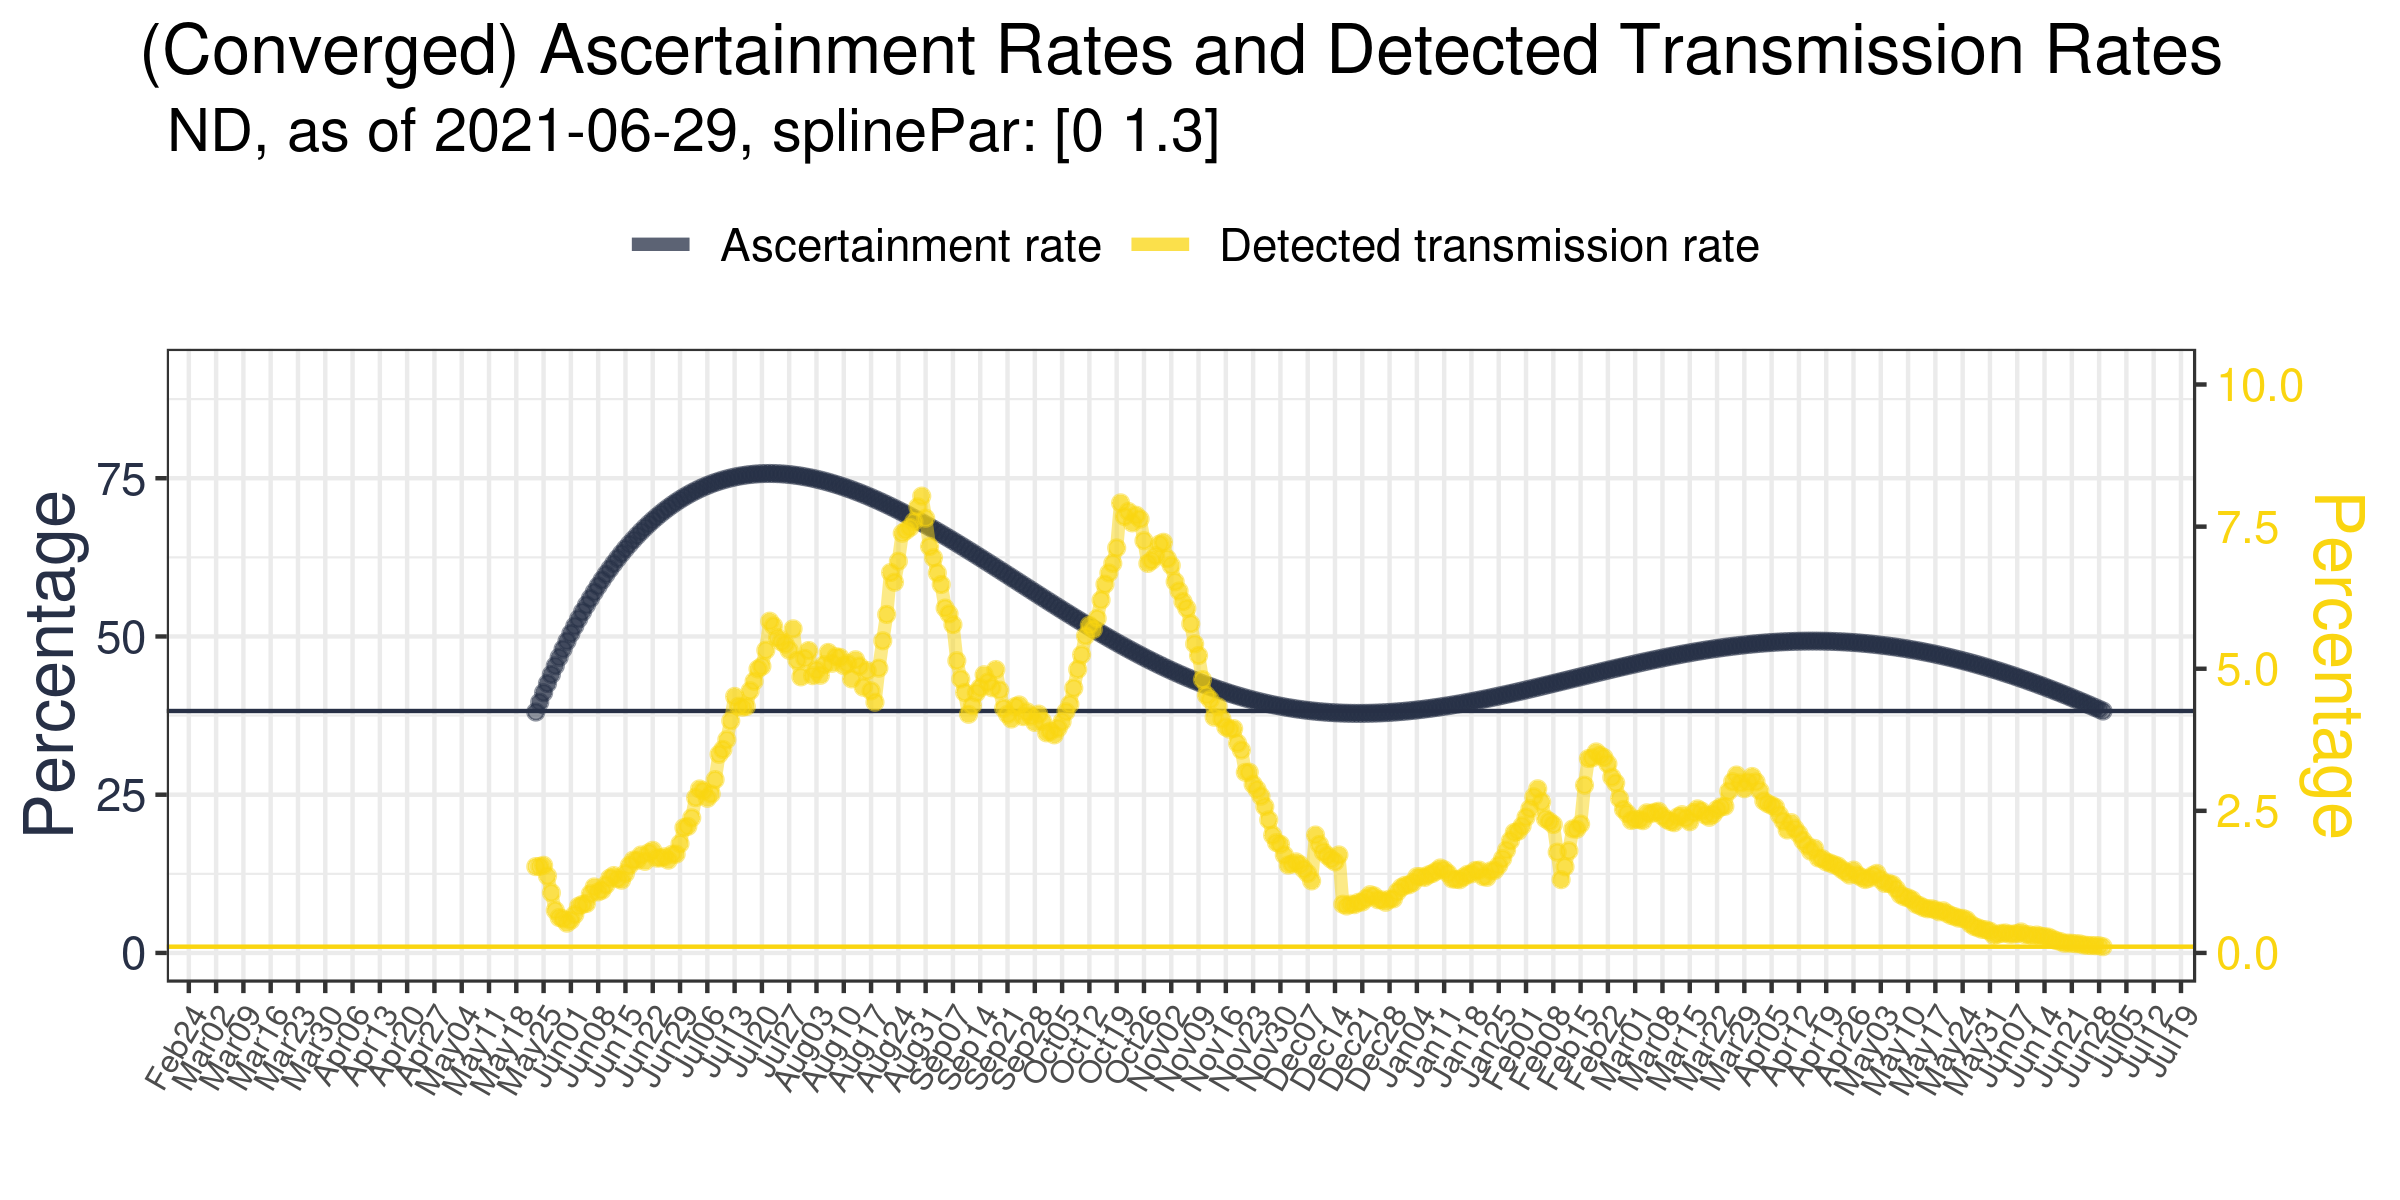 (Converged) Ascertainment Rates and Detected Transmission Rates
ND, as of 2021-06-29, splinePar: [0 1.3]
Ascertainment rate
Detected transmission rate
Percentage
75
50
25
0
10.0
7.5
5.0
2.5
0.0
Percentage
Feb24
Mar02
Mar09
Mar16
Mar23
Mar30
Apr06
Apr13
Apr20
Apr27
May04
May11
May18
May25
Jun01
Jun08
Jun15
Jun22
Jun29
Jul06
Jul13
Jul20
Jul27
Aug03
Aug10
Aug17
Aug24
Aug31
Sep07
Sep14
Sep21
Sep28
Oct05
Oct12
Oct19
Oct26
Nov02
Nov09
Nov16
Nov23
Nov30
Dec07
Dec14
Dec21
Dec28
Jan04
Jan11
Jan18
Jan25
Feb01
Feb08
Feb15
Feb22
Mar01
Mar08
Mar15
Mar22
Mar29
Apr05
Apr12
Apr19
Apr26
May03
May10
May17
May24
May31
Jun07
Jun14
Jun21
Jun28
Jul05
Jul12
Jul19